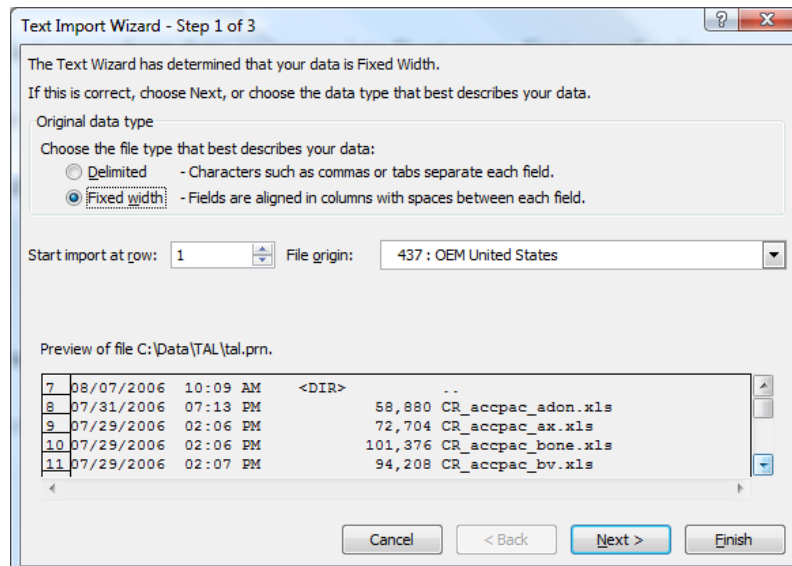 Text Import Wizard - Step 1 of 3
The Text Wizard has determined that your data is Fixed Width.
If this is correct, choose Next, or choose the data type that best describes your data.
Original data type
Choose the file type that best describes your data:
Delimited - Characters such as commas or tabs separate each field.
Fixed width - Fields are aligned in columns with spaces between each field.
Start import at row: 1 File origin: 437 : OEM United States
Preview of file C:\Data\TAL\tal.prn.
7 08/07/2006 10:09 AM <DIR> ..
8 07/31/2006 07:13 PM 58,880 CR_accpac_adon.xls
9 07/29/2006 02:06 PM 72,704 CR_accpac_ax.xls
10 07/29/2006 02:06 PM 101,376 CR_accpac_bone.xls
11 07/29/2006 02:07 PM 94,208 CR_accpac_bv.xls
Cancel < Back Next > Finish